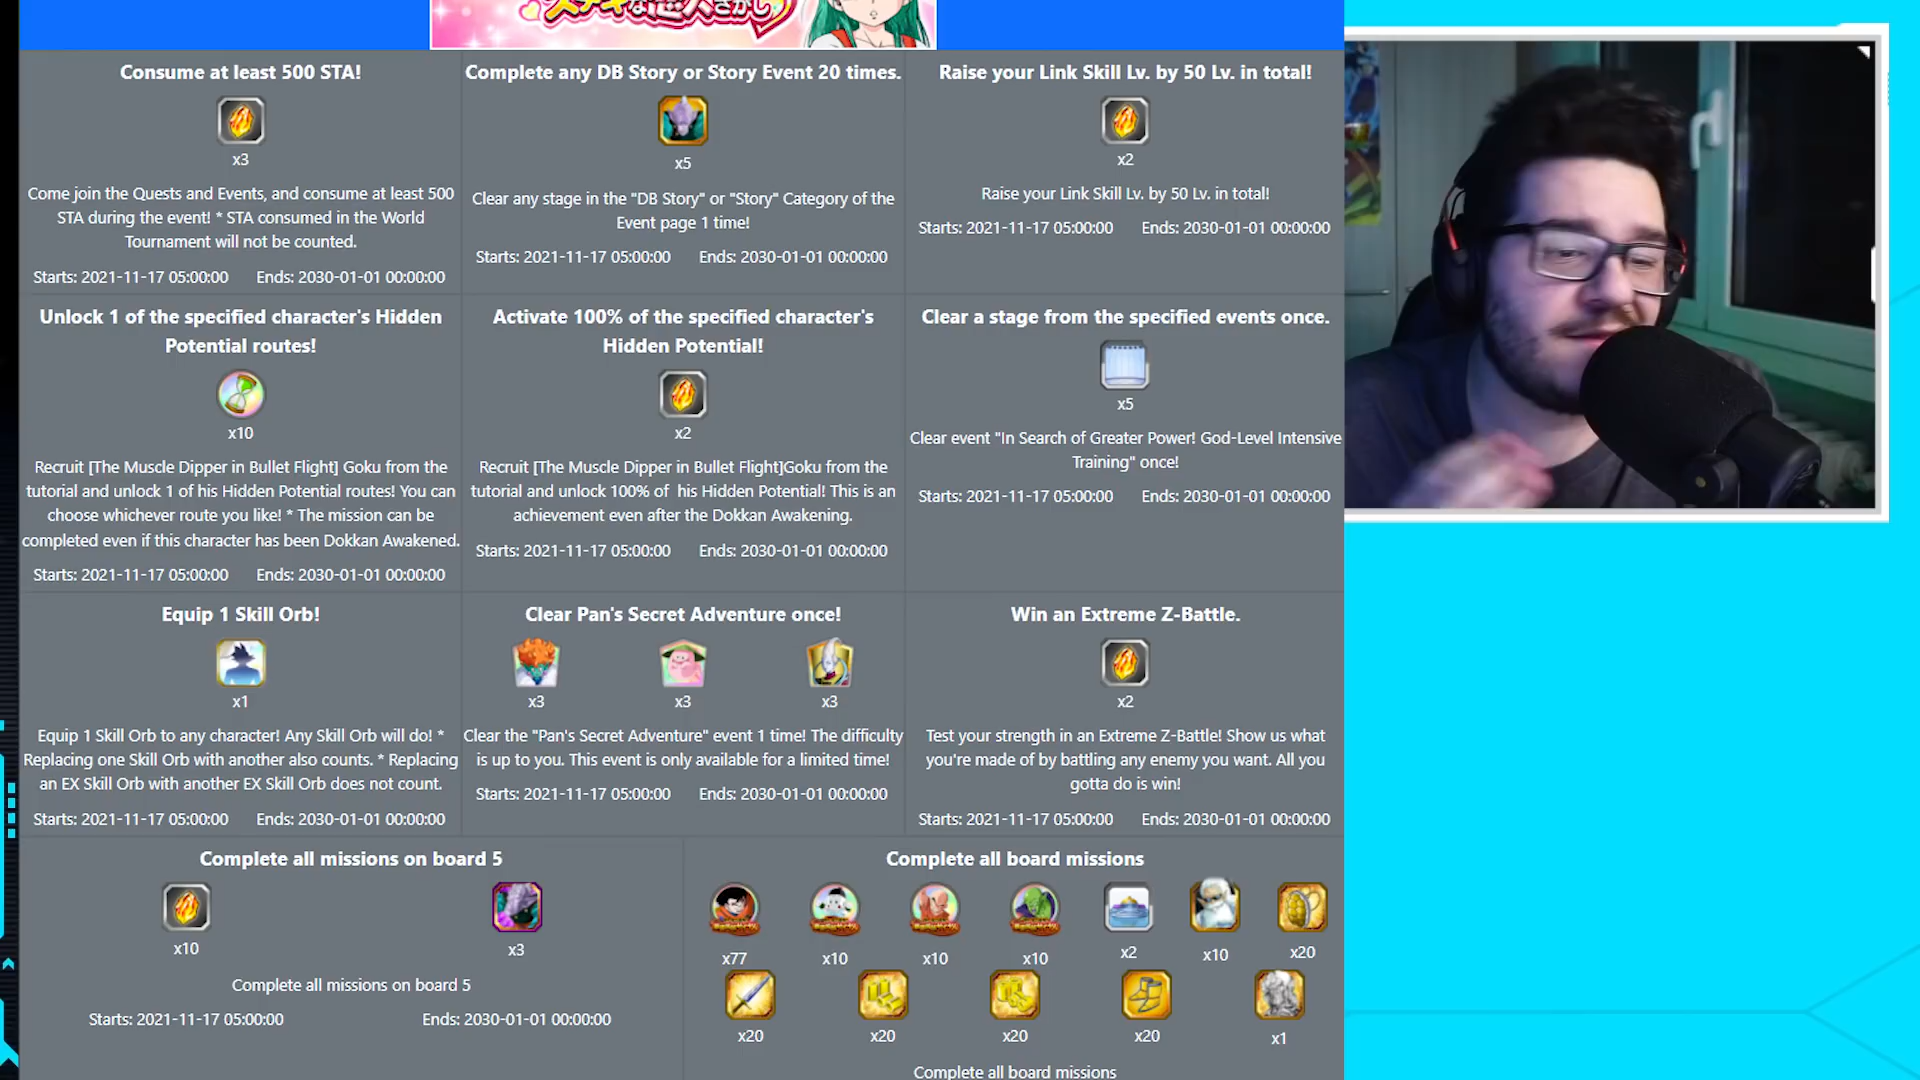 Consume at least 500 STA!
x3
Come join the Quests and Events, and consume at least 500
STA during the event! * STA consumed in the World
Tournament will not be counted.
Starts: 2021-11-17 05:00:00 Ends: 2030-01-01 00:00:00
Complete any DB Story or Story Event 20 times.
x5
Clear any stage in the "DB Story" or "Story" Category of the
Event page 1 time!
Starts: 2021-11-17 05:00:00 Ends: 2030-01-01 00:00:00
Raise your Link Skill Lv. by 50 Lv. in total!
x2
Raise your Link Skill Lv. by 50 Lv. in total!
Starts: 2021-11-17 05:00:00 Ends: 2030-01-01 00:00:00
Unlock 1 of the specified character's Hidden
Potential routes!
x10
Recruit [The Muscle Dipper in Bullet Flight] Goku from the
tutorial and unlock 1 of his Hidden Potential routes! You can
choose whichever route you like! * The mission can be
completed even if this character has been Dokkan Awakened.
Starts: 2021-11-17 05:00:00 Ends: 2030-01-01 00:00:00
Activate 100% of the specified character's
Hidden Potential!
x2
Recruit [The Muscle Dipper in Bullet Flight]Goku from the
tutorial and unlock 100% of his Hidden Potential! This is an
achievement even after the Dokkan Awakening.
Starts: 2021-11-17 05:00:00 Ends: 2030-01-01 00:00:00
Clear a stage from the specified events once.
x5
Clear event "In Search of Greater Power! God-Level Intensive
Training" once!
Starts: 2021-11-17 05:00:00 Ends: 2030-01-01 00:00:00
Equip 1 Skill Orb!
x1
Equip 1 Skill Orb to any character! Any Skill Orb will do! *
Replacing one Skill Orb with another also counts. * Replacing
an EX Skill Orb with another EX Skill Orb does not count.
Starts: 2021-11-17 05:00:00 Ends: 2030-01-01 00:00:00
Clear Pan's Secret Adventure once!
x3 x3 x3
Clear the "Pan's Secret Adventure" event 1 time! The difficulty
is up to you. This event is only available for a limited time!
Starts: 2021-11-17 05:00:00 Ends: 2030-01-01 00:00:00
Win an Extreme Z-Battle.
x2
Test your strength in an Extreme Z-Battle! Show us what
you're made of by battling any enemy you want. All you
gotta do is win!
Starts: 2021-11-17 05:00:00 Ends: 2030-01-01 00:00:00
Complete all missions on board 5
x10 x3
Complete all missions on board 5
Starts: 2021-11-17 05:00:00 Ends: 2030-01-01 00:00:00
Complete all board missions
x77 x10 x10 x10 x2 x10 x20
x20 x20 x20 x20 x1
Complete all board missions